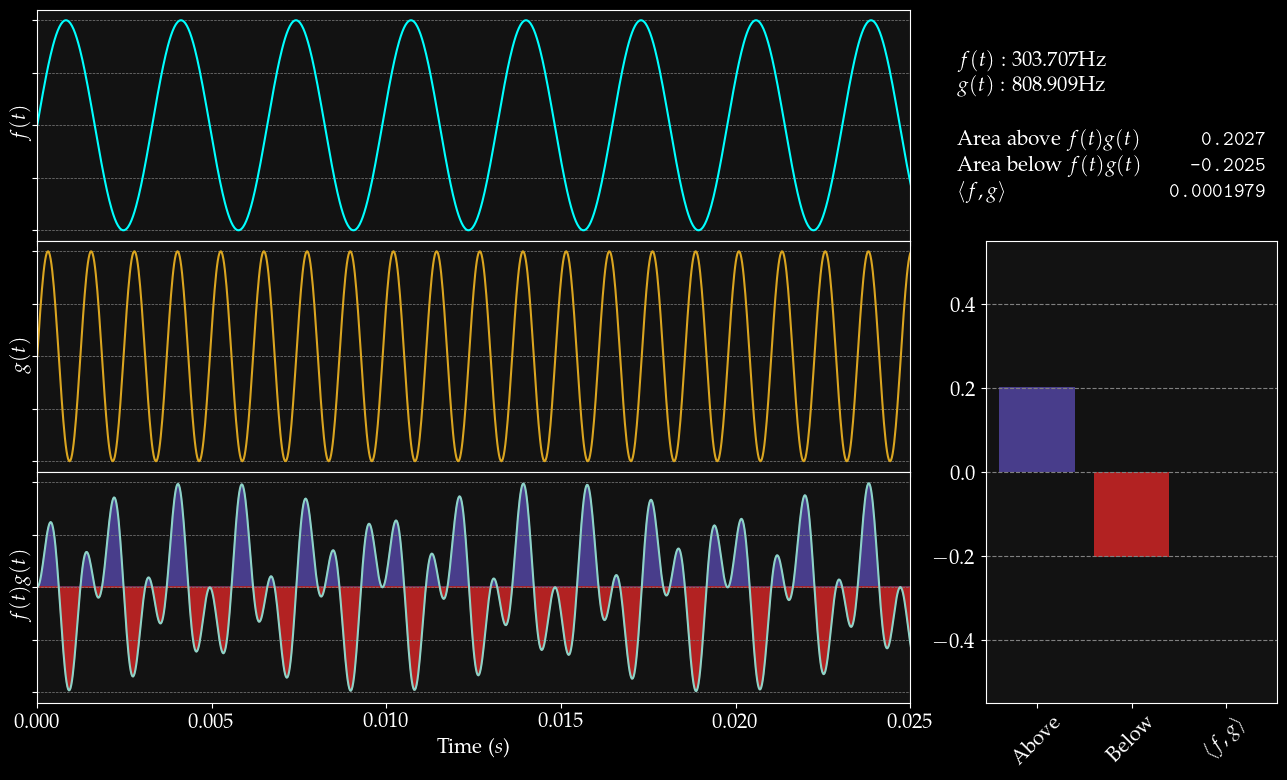 f(t)
g(t)
f(t)g(t)
0.000 0.005 0.010 0.015 0.020 0.025
Time (s)
f(t) : 303.707Hz
g(t) : 808.909Hz
Area above f(t)g(t) 0.2027
Area below f(t)g(t) -0.2025
⟨f, g⟩ 0.0001979
0.4
0.2
0.0
−0.2
−0.4
Above Below ⟨f, g⟩